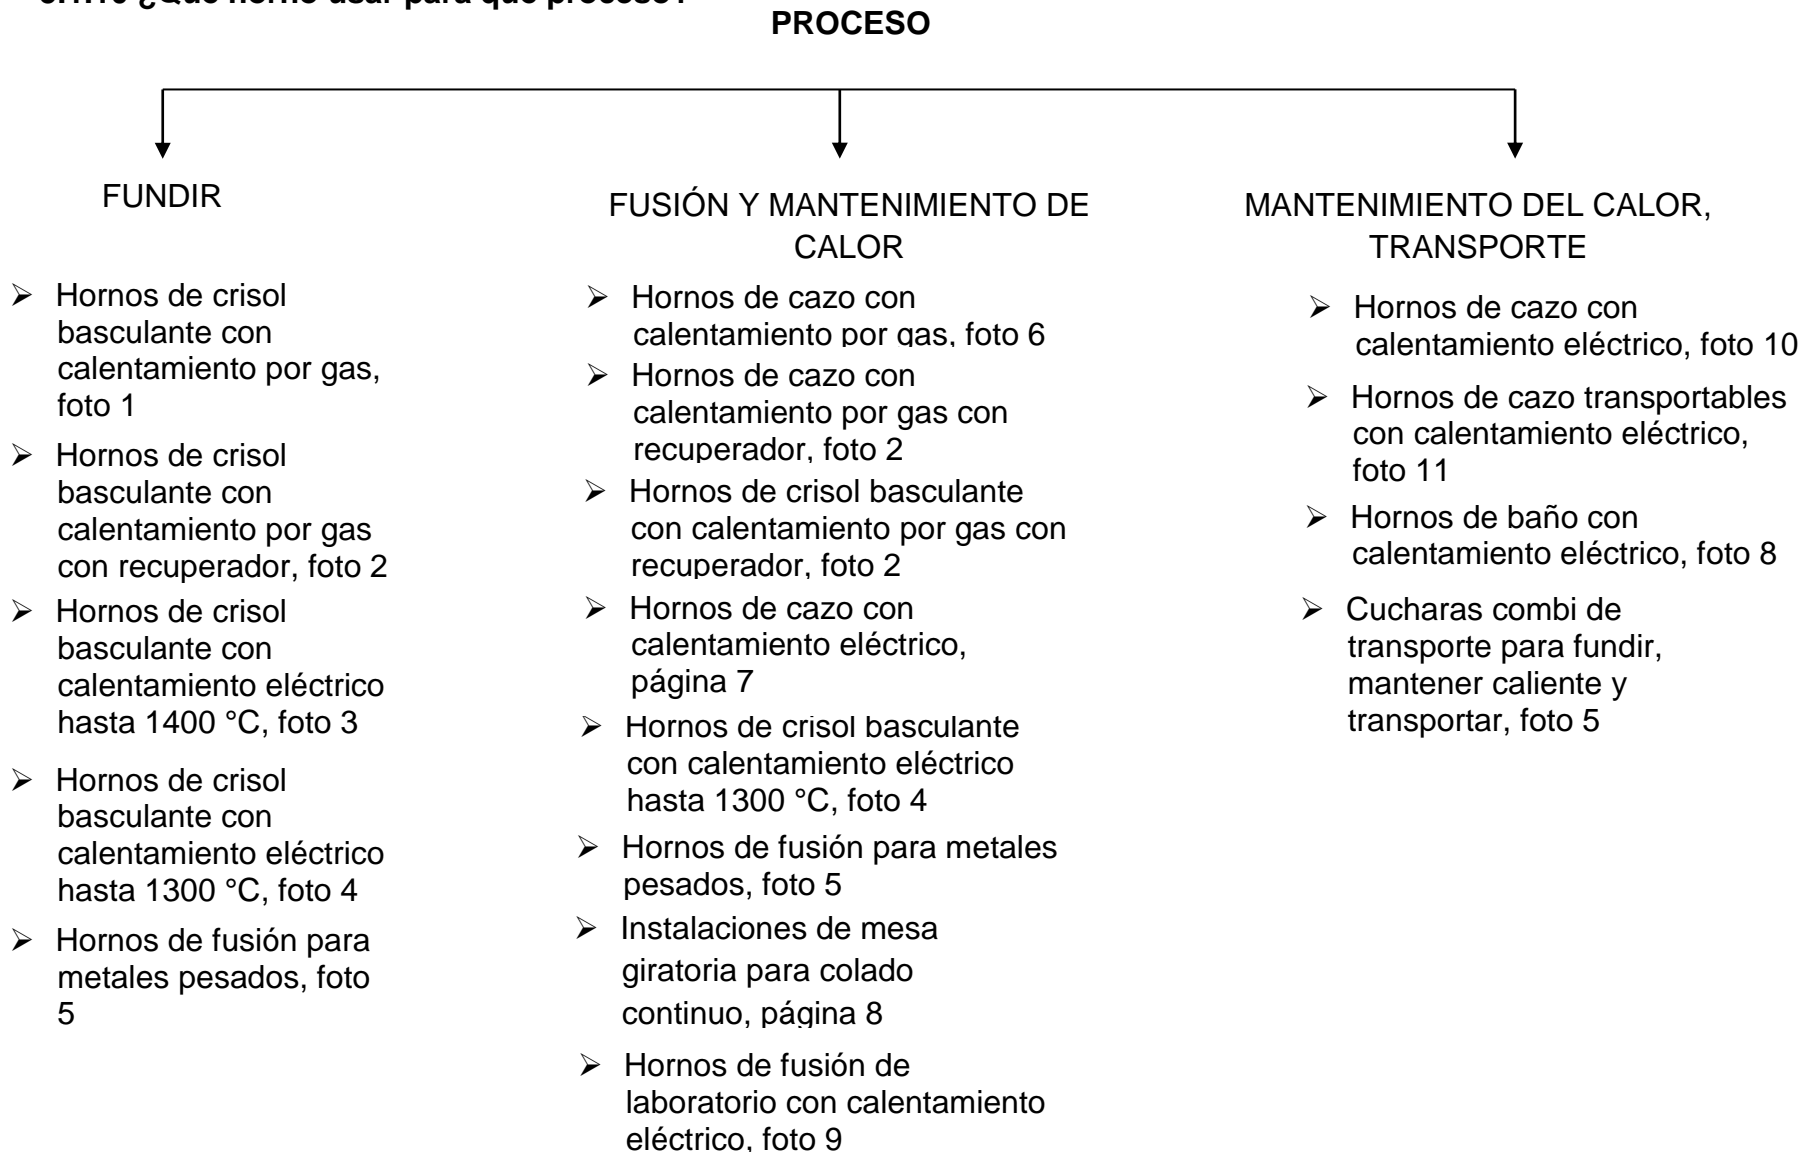 ¿Qué horno usar para qué proceso?
PROCESO
FUNDIR
➢ Hornos de crisol
basculante con
calentamiento por gas,
foto 1
➢ Hornos de crisol
basculante con
calentamiento por gas
con recuperador, foto 2
➢ Hornos de crisol
basculante con
calentamiento eléctrico
hasta 1400 °C, foto 3
➢ Hornos de crisol
basculante con
calentamiento eléctrico
hasta 1300 °C, foto 4
➢ Hornos de fusión para
metales pesados, foto
5
FUSIÓN Y MANTENIMIENTO DE
CALOR
➢ Hornos de cazo con
calentamiento por gas, foto 6
➢ Hornos de cazo con
calentamiento por gas con
recuperador, foto 2
➢ Hornos de crisol basculante
con calentamiento por gas con
recuperador, foto 2
➢ Hornos de cazo con
calentamiento eléctrico,
página 7
➢ Hornos de crisol basculante
con calentamiento eléctrico
hasta 1300 °C, foto 4
➢ Hornos de fusión para metales
pesados, foto 5
➢ Instalaciones de mesa
giratoria para colado
continuo, página 8
➢ Hornos de fusión de
laboratorio con calentamiento
eléctrico, foto 9
MANTENIMIENTO DEL CALOR,
TRANSPORTE
➢ Hornos de cazo con
calentamiento eléctrico, foto 10
➢ Hornos de cazo transportables
con calentamiento eléctrico,
foto 11
➢ Hornos de baño con
calentamiento eléctrico, foto 8
➢ Cucharas combi de
transporte para fundir,
mantener caliente y
transportar, foto 5